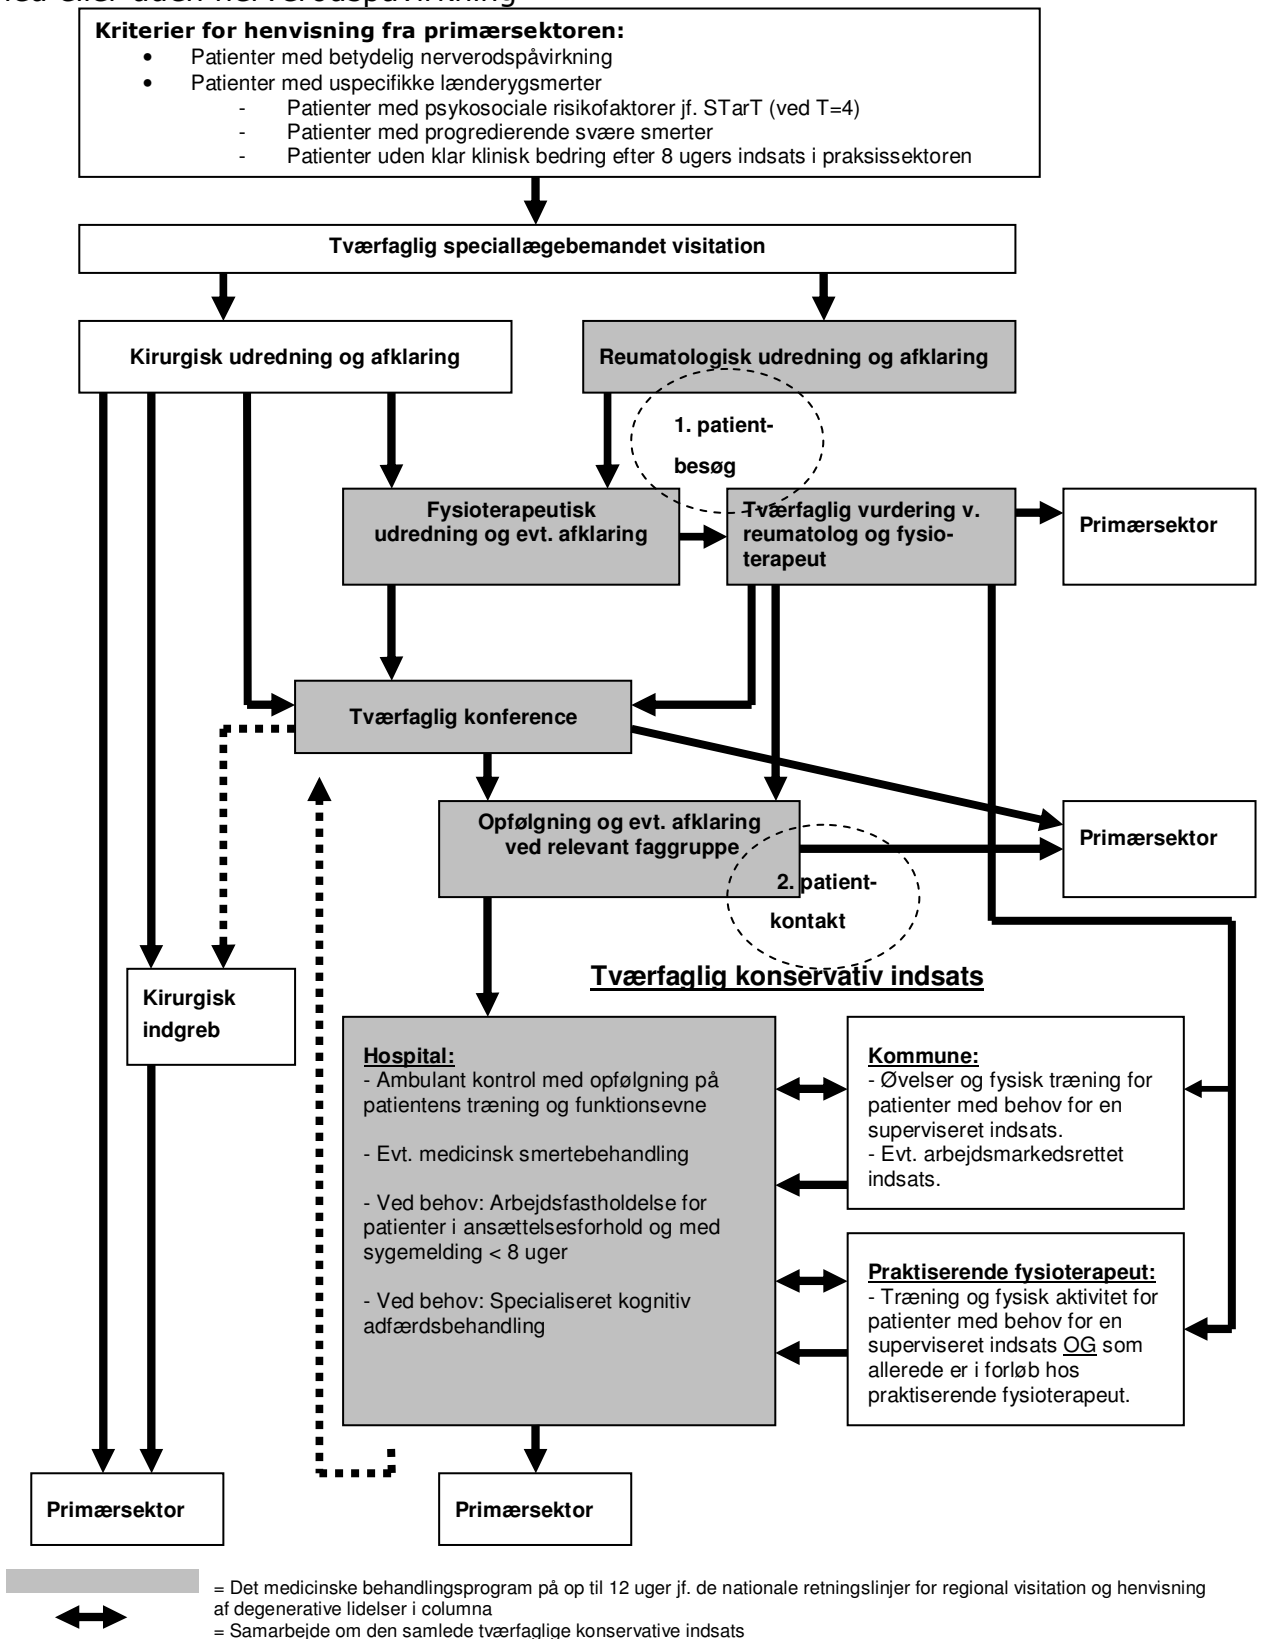 med eller uden nerverodspåvirkning
Kriterier for henvisning fra primærsektoren:
• Patienter med betydelig nerverodspåvirkning
• Patienter med uspecifikke lænderygsmerter
- Patienter med psykosociale risikofaktorer jf. STarT (ved T=4)
- Patienter med progredierende svære smerter
- Patienter uden klar klinisk bedring efter 8 ugers indsats i praksissektoren
Tværfaglig speciallægebemandet visitation
Kirurgisk udredning og afklaring
Reumatologisk udredning og afklaring
1. patient-
besøg
Fysioterapeutisk
udredning og evt. afklaring
Tværfaglig vurdering v.
reumatolog og fysio-
terapeut
Primærsektor
Tværfaglig konference
Opfølgning og evt. afklaring
ved relevant faggruppe
Primærsektor
2. patient-
kontakt
Tværfaglig konservativ indsats
Kirurgisk
indgreb
Hospital:
- Ambulant kontrol med opfølgning på
patientens træning og funktionsevne
- Evt. medicinsk smertebehandling
- Ved behov: Arbejdsfastholdelse for
patienter i ansættelsesforhold og med
sygemelding < 8 uger
- Ved behov: Specialiseret kognitiv
adfærdsbehandling
Kommune:
- Øvelser og fysisk træning for
patienter med behov for en
superviseret indsats.
- Evt. arbejdsmarkedsrettet
indsats.
Praktiserende fysioterapeut:
- Træning og fysisk aktivitet for
patienter med behov for en
superviseret indsats OG som
allerede er i forløb hos
praktiserende fysioterapeut.
Primærsektor
Primærsektor
= Det medicinske behandlingsprogram på op til 12 uger jf. de nationale retningslinjer for regional visitation og henvisning
af degenerative lidelser i columna
= Samarbejde om den samlede tværfaglige konservative indsats